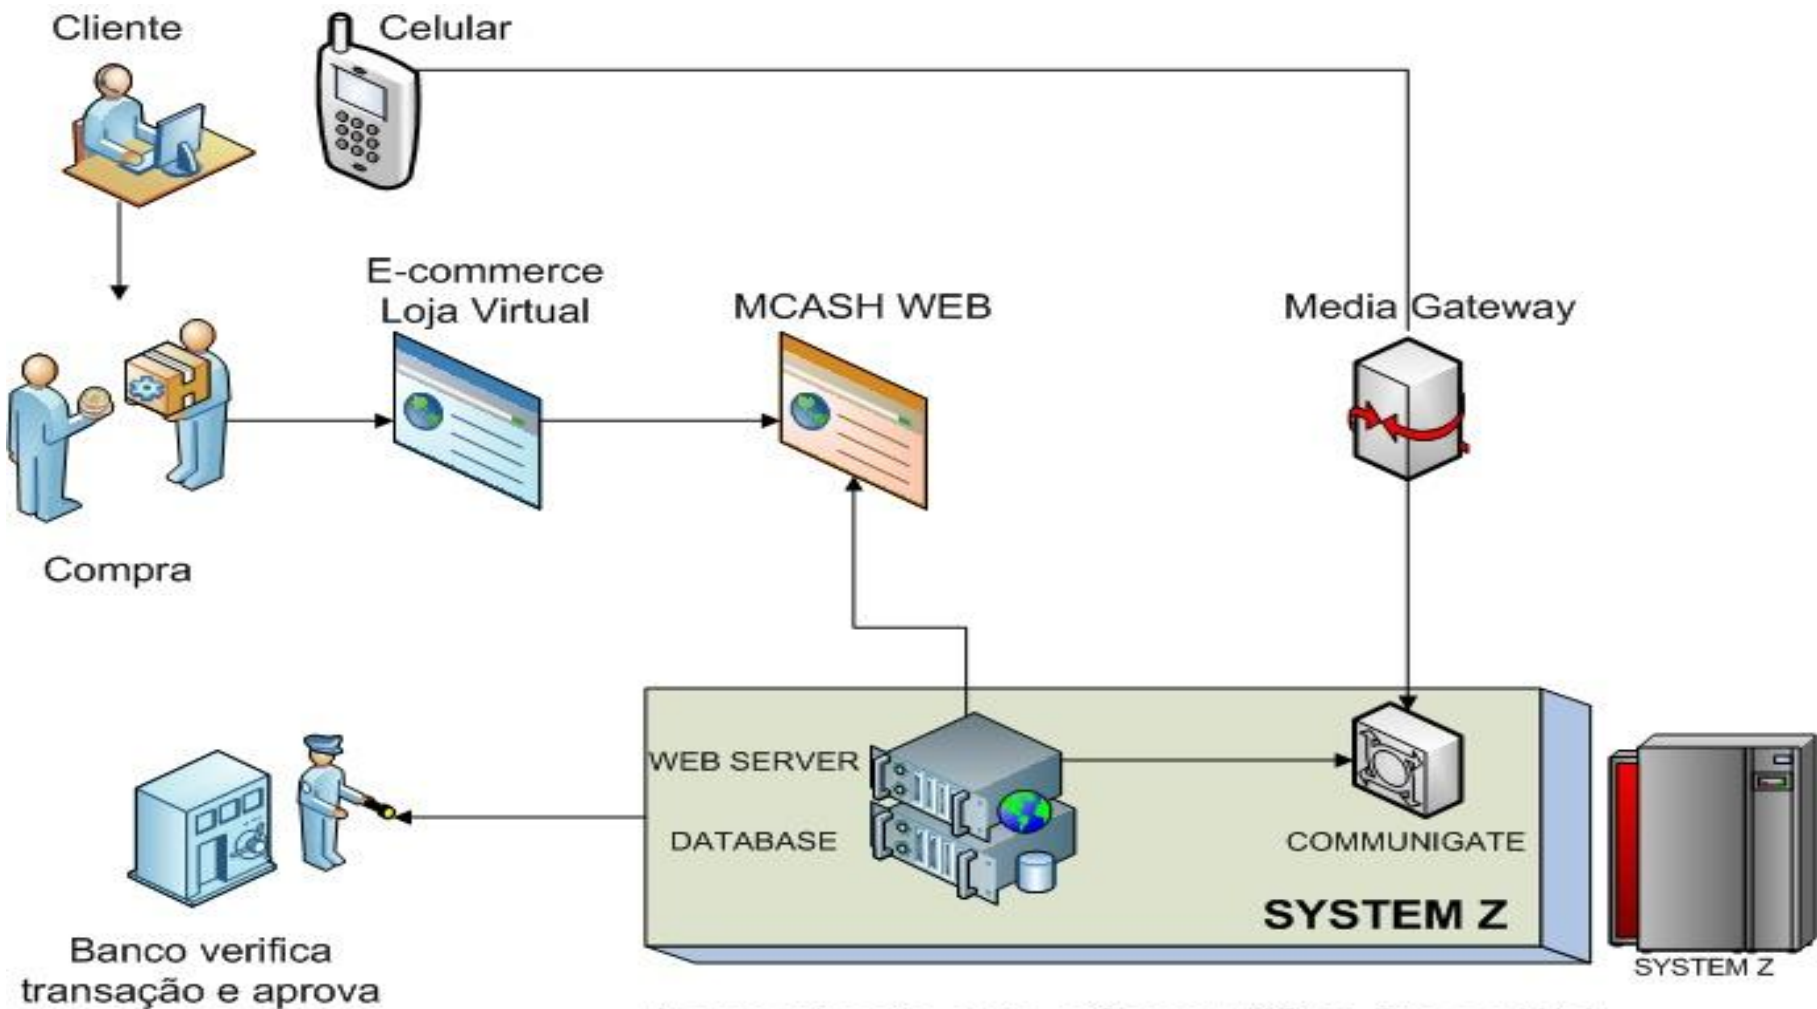 Cliente
Celular
E-commerce
Loja Virtual
MCASH WEB
Media Gateway
Compra
WEB SERVER
DATABASE
COMMUNIGATE
SYSTEM Z
SYSTEM Z
Banco verifica
transação e aprova